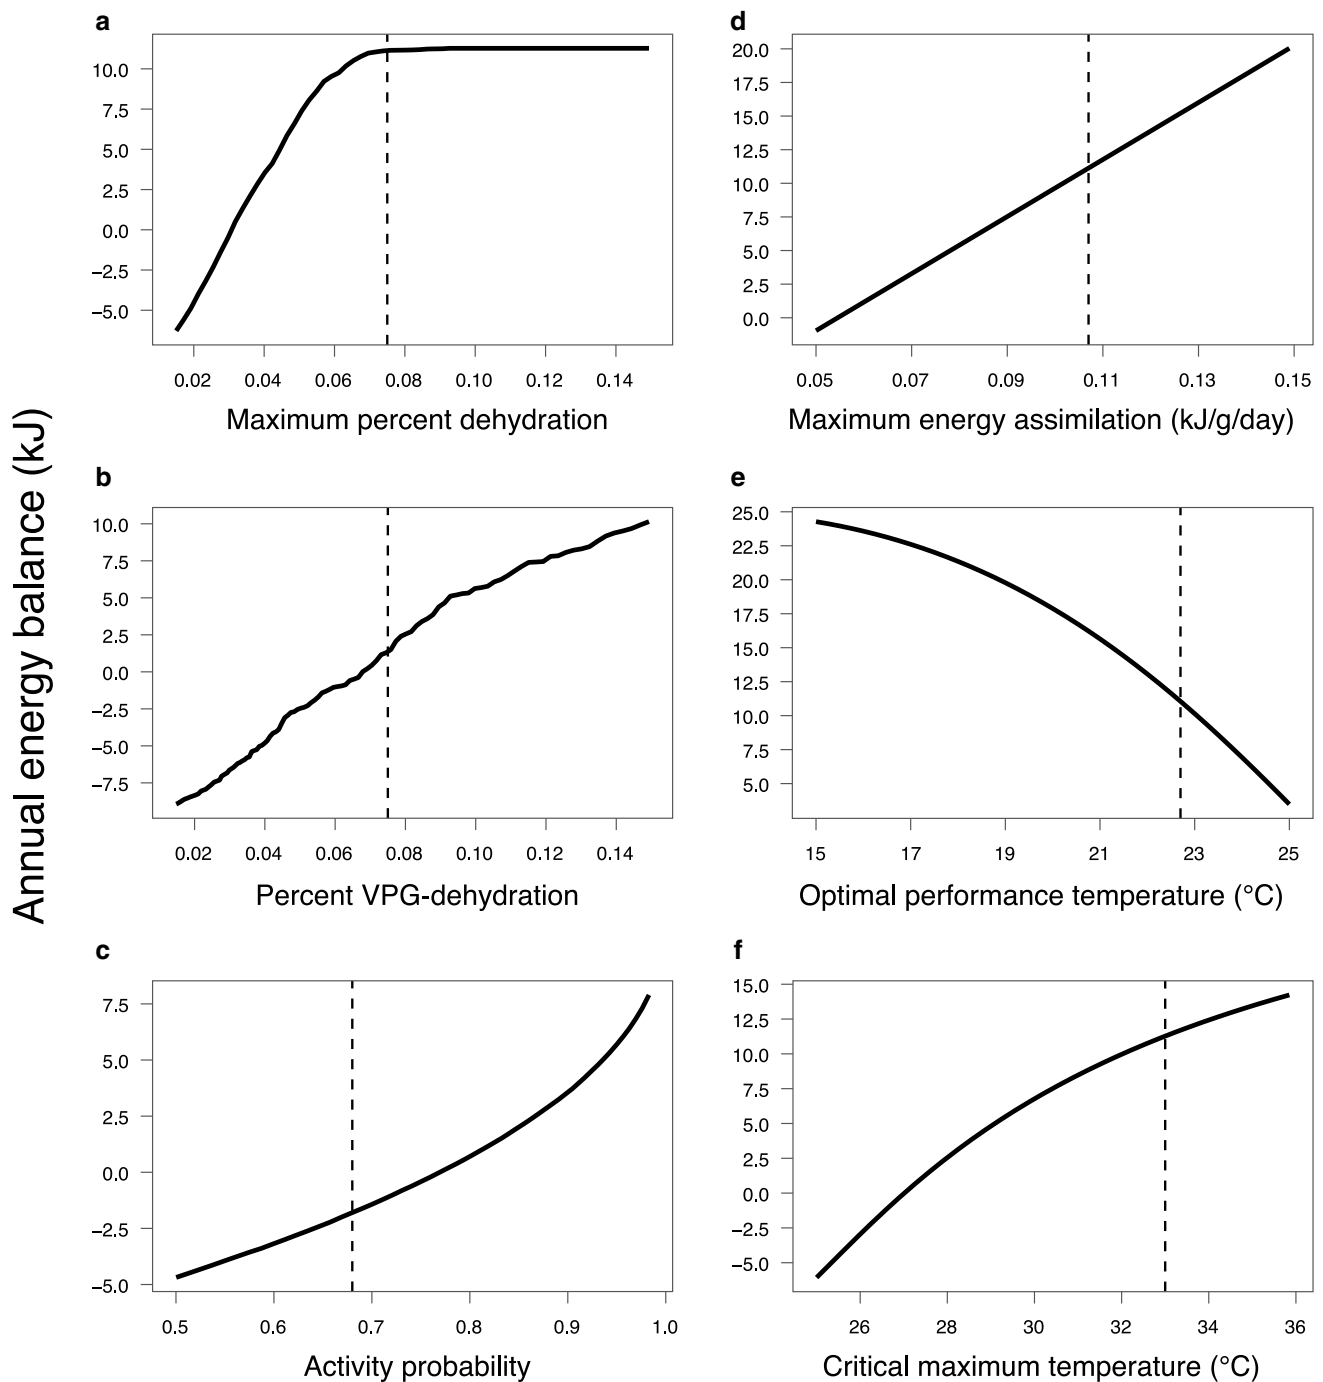 Annual energy balance (kJ)
a
10.0
7.5
5.0
2.5
0.0
−2.5
−5.0
0.02 0.04 0.06 0.08 0.10 0.12 0.14
Maximum percent dehydration
b
10.0
7.5
5.0
2.5
0.0
−2.5
−5.0
−7.5
0.02 0.04 0.06 0.08 0.10 0.12 0.14
Percent VPG-dehydration
c
7.5
5.0
2.5
0.0
−2.5
−5.0
0.5 0.6 0.7 0.8 0.9 1.0
Activity probability
d
20.0
17.5
15.0
12.5
10.0
7.5
5.0
2.5
0.0
0.05 0.07 0.09 0.11 0.13 0.15
Maximum energy assimilation (kJ/g/day)
e
25.0
22.5
20.0
17.5
15.0
12.5
10.0
7.5
5.0
15 17 19 21 23 25
Optimal performance temperature (°C)
f
15.0
12.5
10.0
7.5
5.0
2.5
0.0
−2.5
−5.0
26 28 30 32 34 36
Critical maximum temperature (°C)